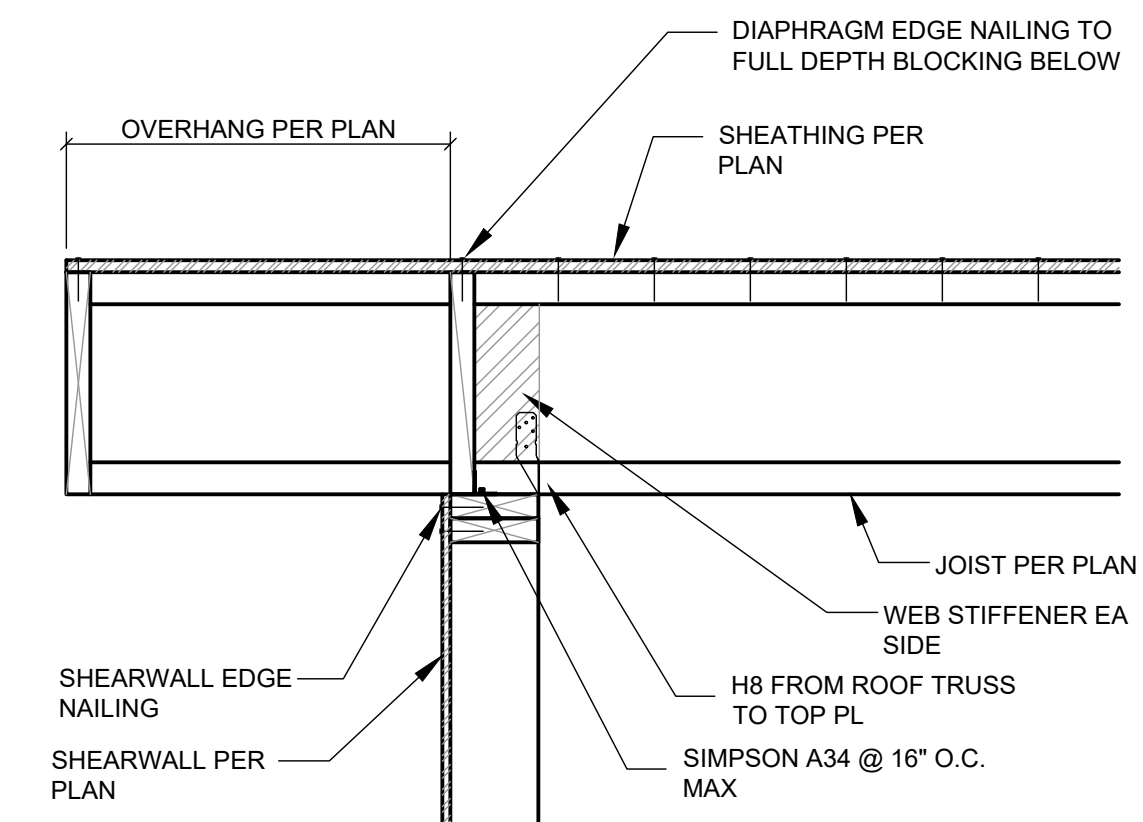 DIAPHRAGM EDGE NAILING TO
FULL DEPTH BLOCKING BELOW
OVERHANG PER PLAN
SHEATHING PER
PLAN
JOIST PER PLAN
WEB STIFFENER EA
SIDE
SHEARWALL EDGE
NAILING
H8 FROM ROOF TRUSS
TO TOP PL
SHEARWALL PER
PLAN
SIMPSON A34 @ 16" O.C.
MAX